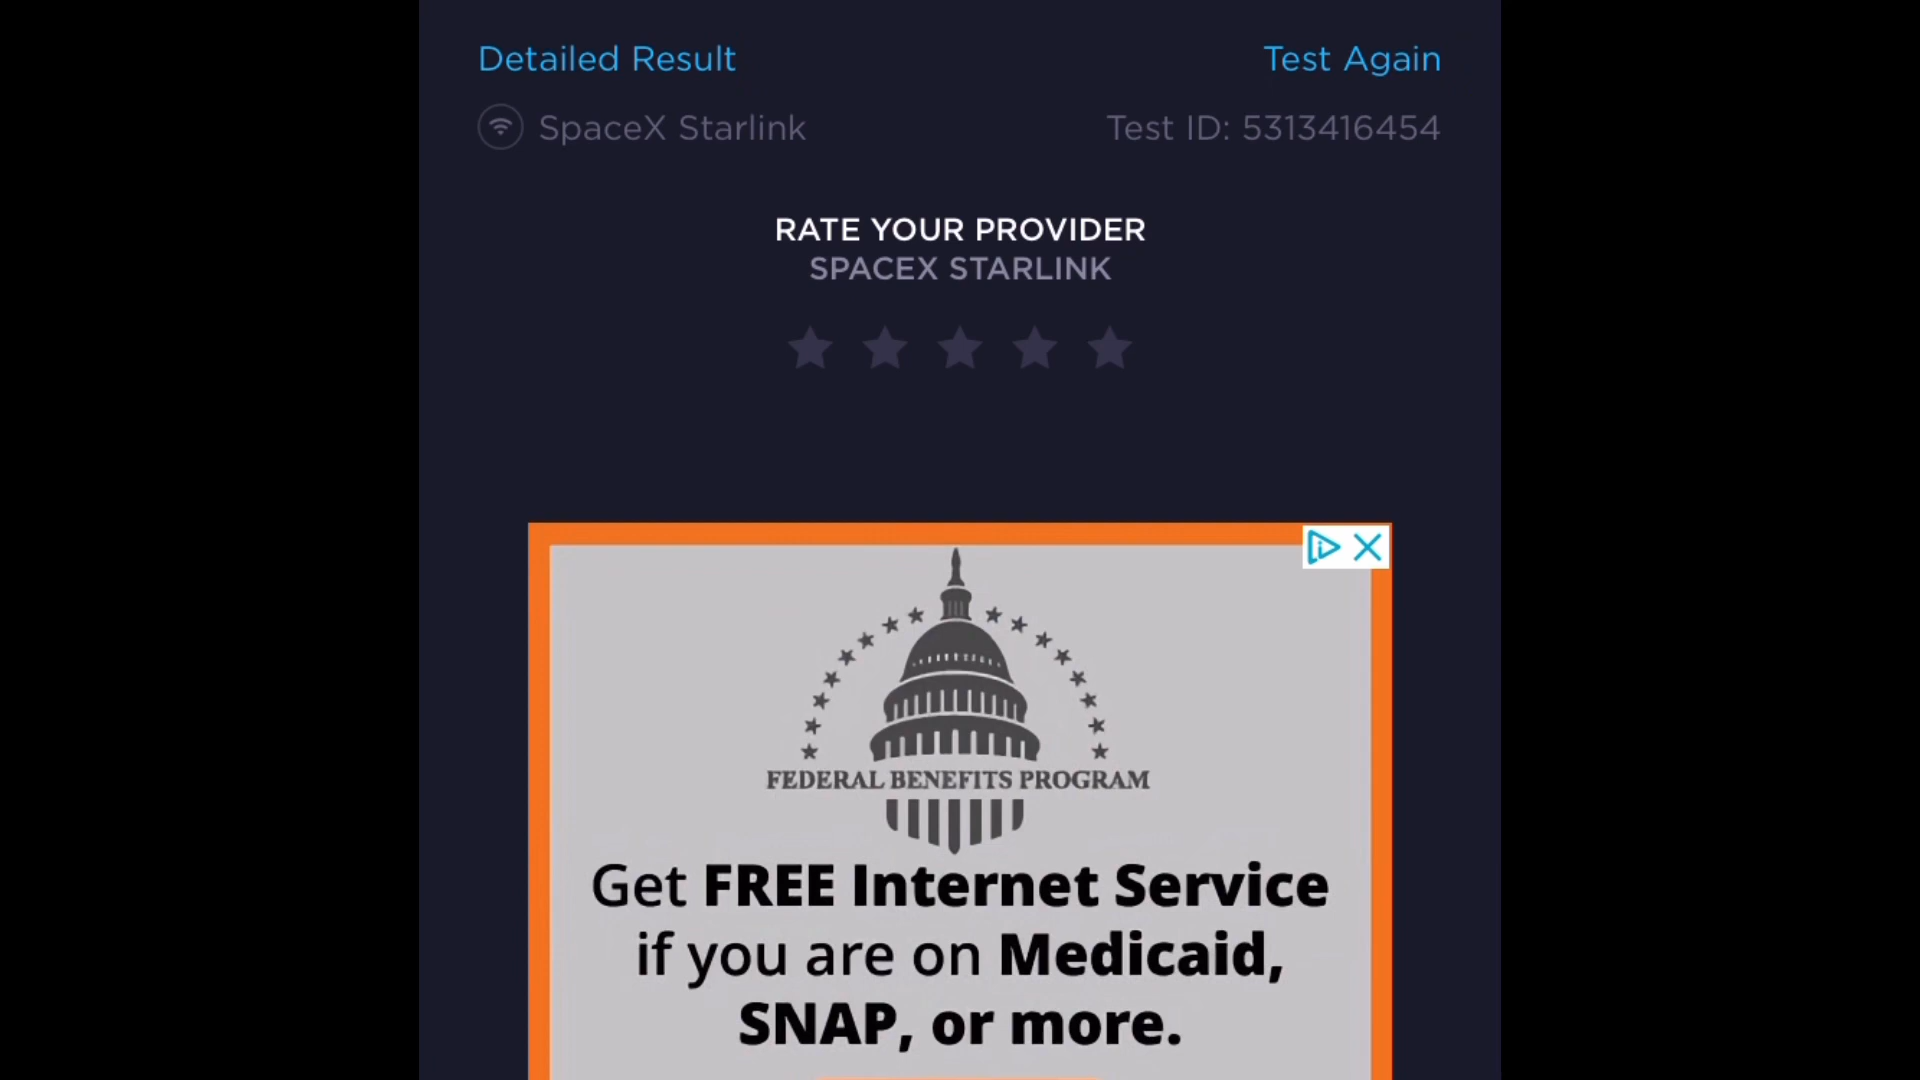 Detailed Result Test Again
SpaceX Starlink Test ID: 5313416454
RATE YOUR PROVIDER
SPACEX STARLINK
FEDERAL BENEFITS PROGRAM
Get FREE Internet Service
if you are on Medicaid,
SNAP, or more.